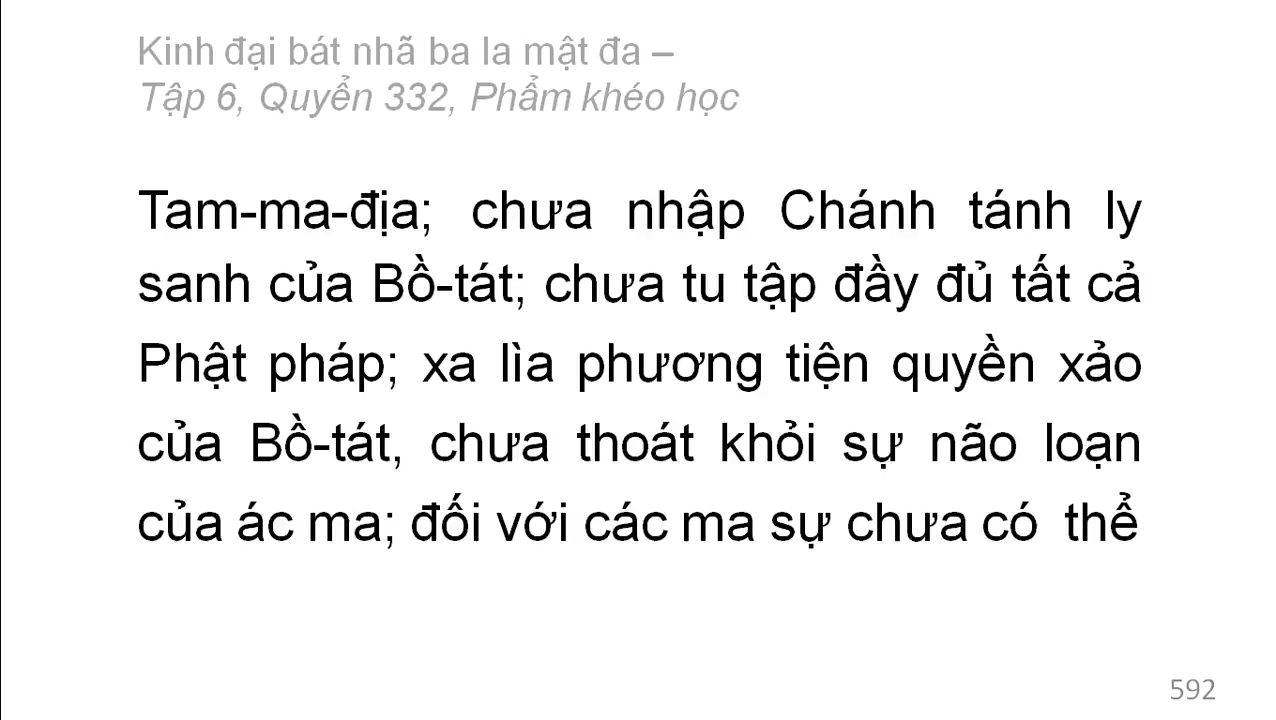 Kinh đại bát nhã ba la mật đa –
Tập 6, Quyển 332, Phẩm khéo học
Tam-ma-địa; chưa nhập Chánh tánh ly
sanh của Bồ-tát; chưa tu tập đầy đủ tất cả
Phật pháp; xa lìa phương tiện quyền xảo
của Bồ-tát, chưa thoát khỏi sự não loạn
của ác ma; đối với các ma sự chưa có thể
592